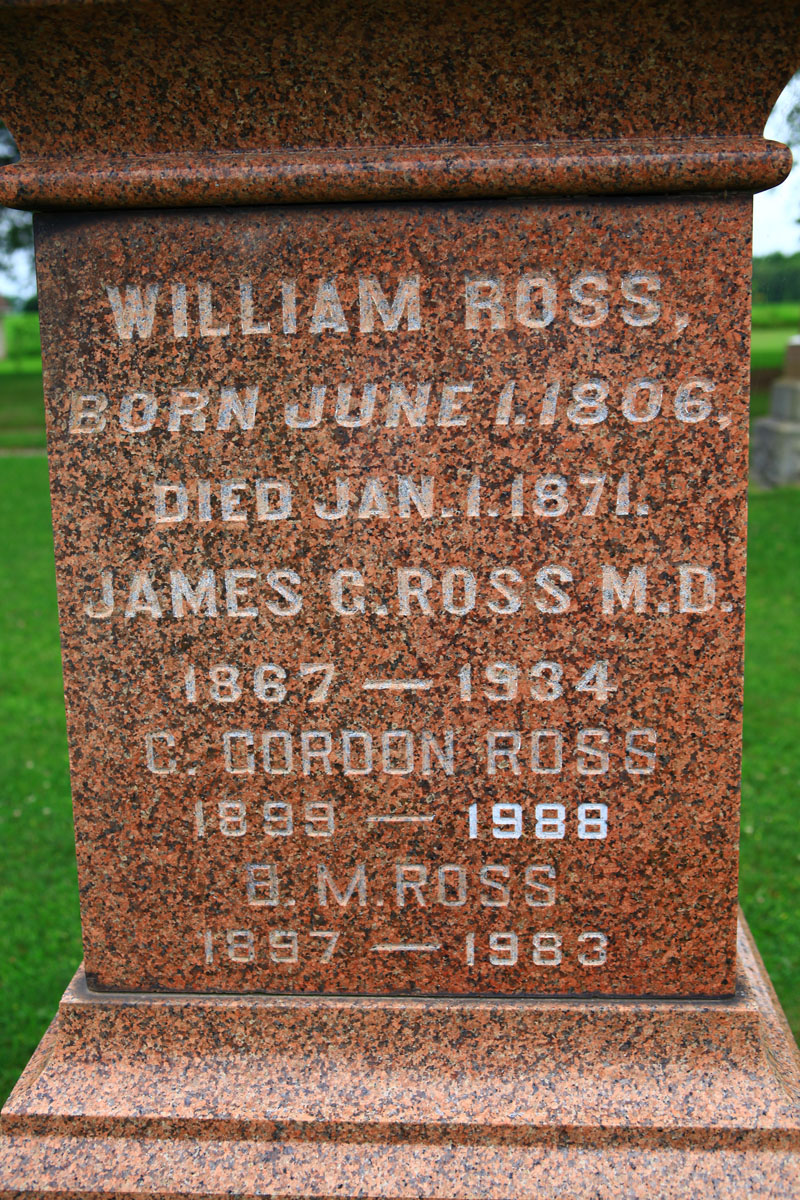 WILLIAM ROSS,
BORN JUNE 1. 1806,
DIED JAN. 1. 1871.
JAMES G. ROSS M.D.
1867 — 1934
C. GORDON ROSS
1899 — 1988
B. M. ROSS
1897 — 1983